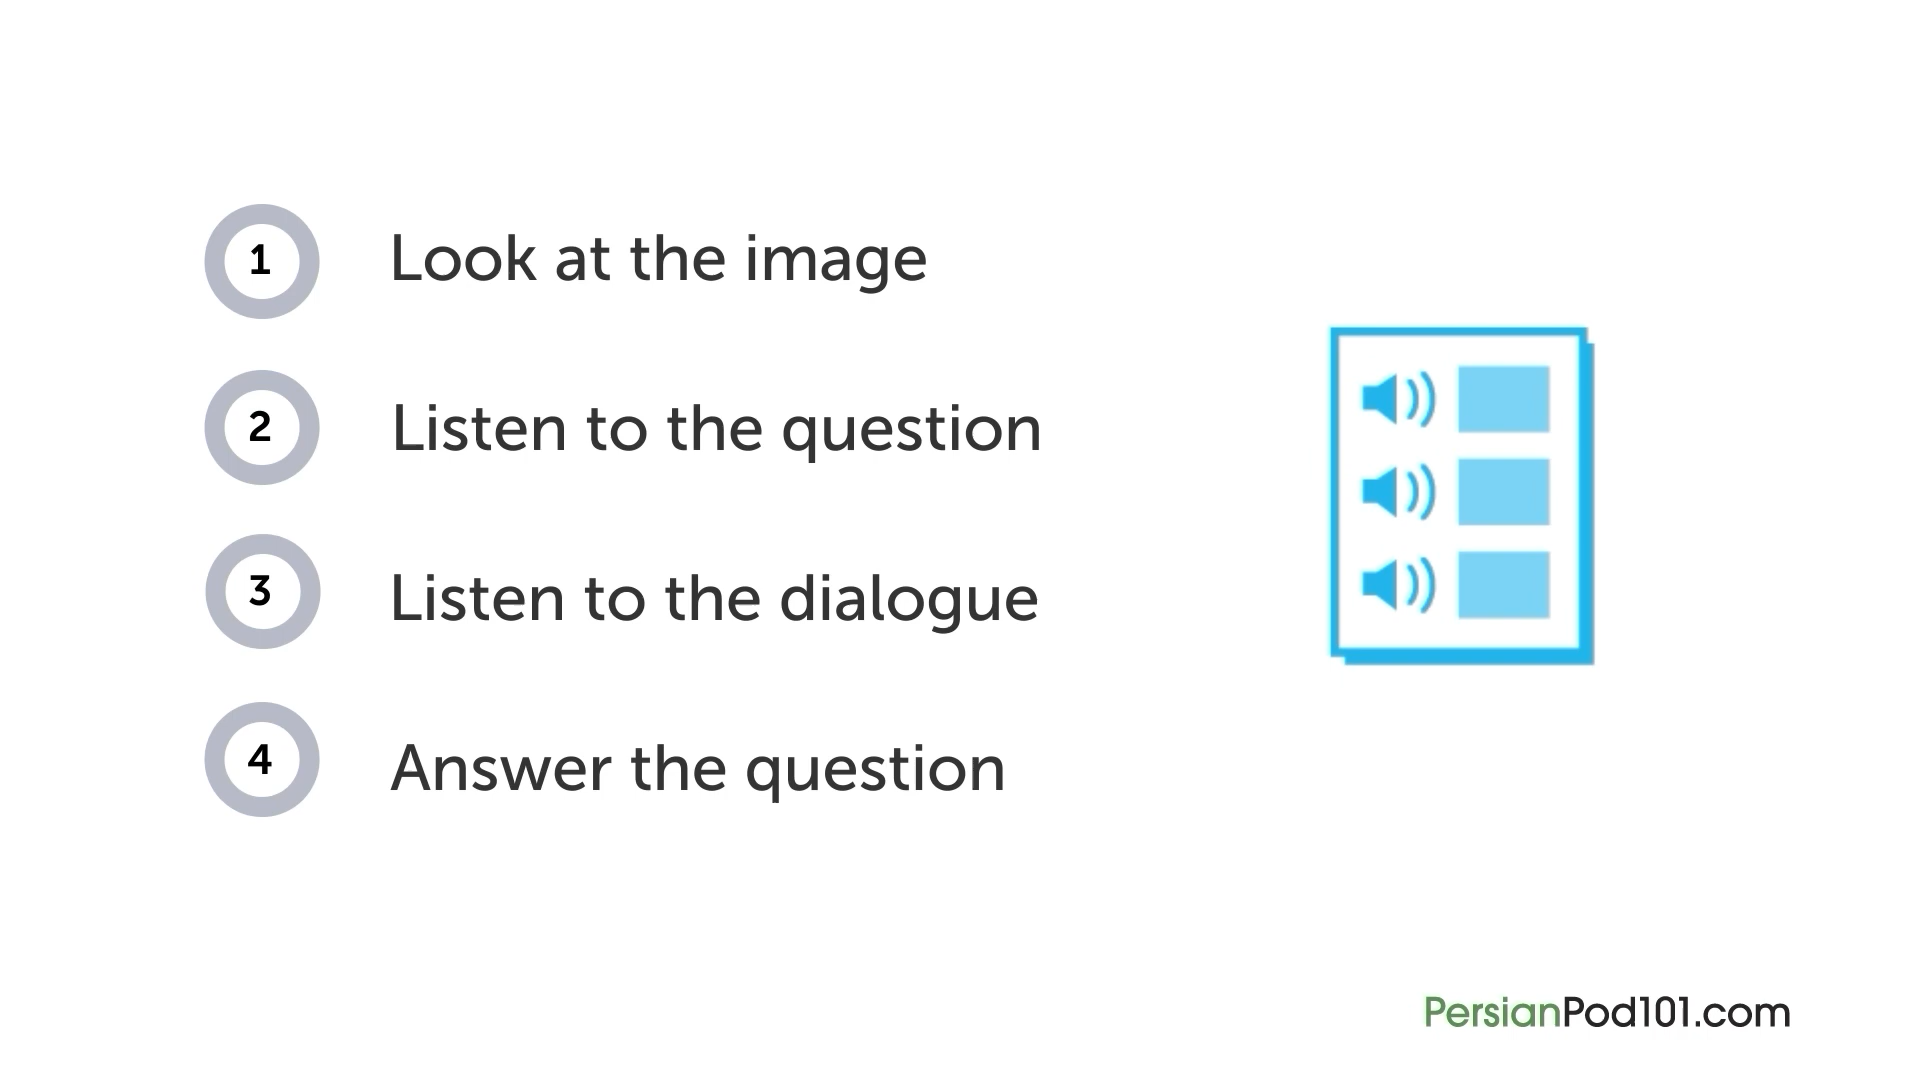 1 Look at the image
2 Listen to the question
3 Listen to the dialogue
4 Answer the question
PersianPod101.com